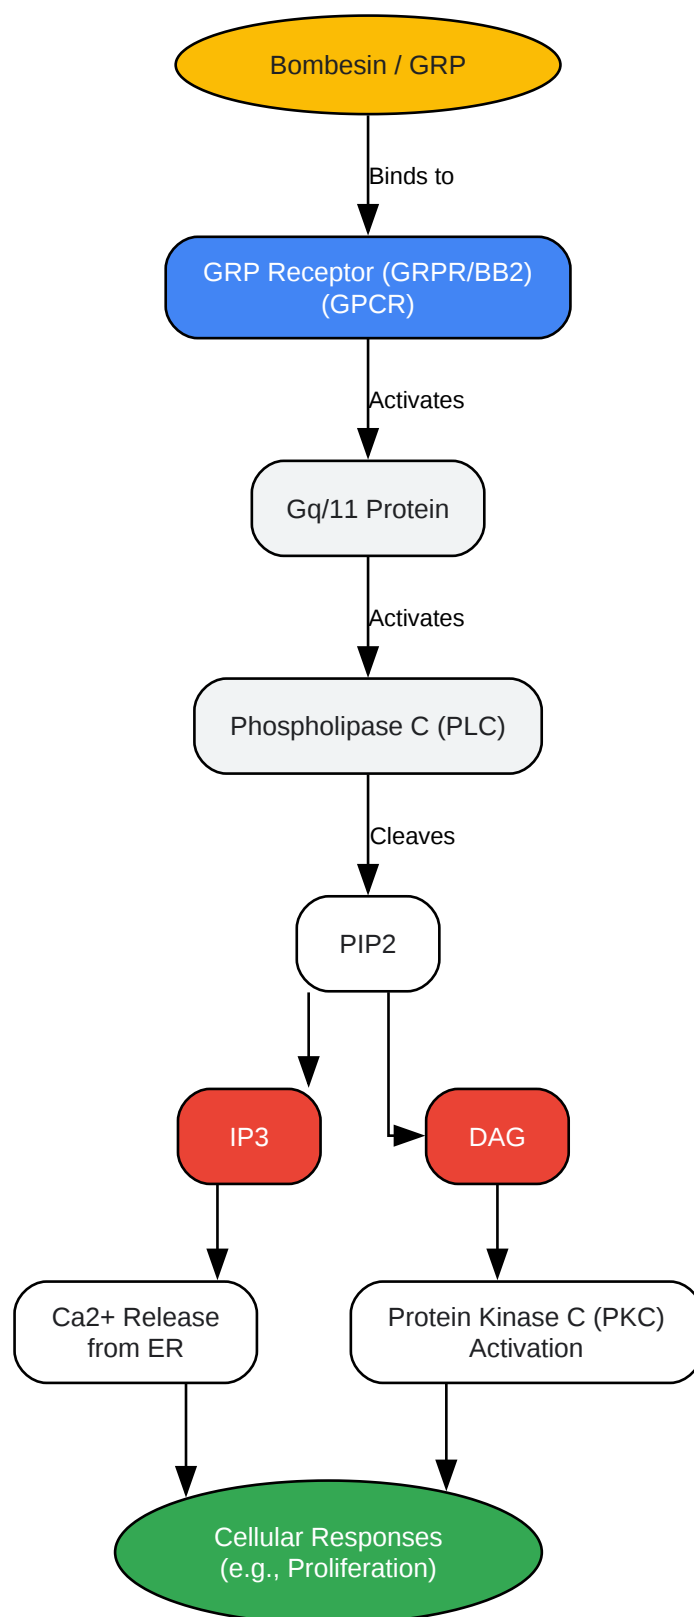 Bombesin / GRP
Binds to
GRP Receptor (GRPR/BB2)
(GPCR)
Activates
Gq/11 Protein
Activates
Phospholipase C (PLC)
Cleaves
PIP2
IP3
DAG
Ca2+ Release
from ER
Protein Kinase C (PKC)
Activation
Cellular Responses
(e.g., Proliferation)